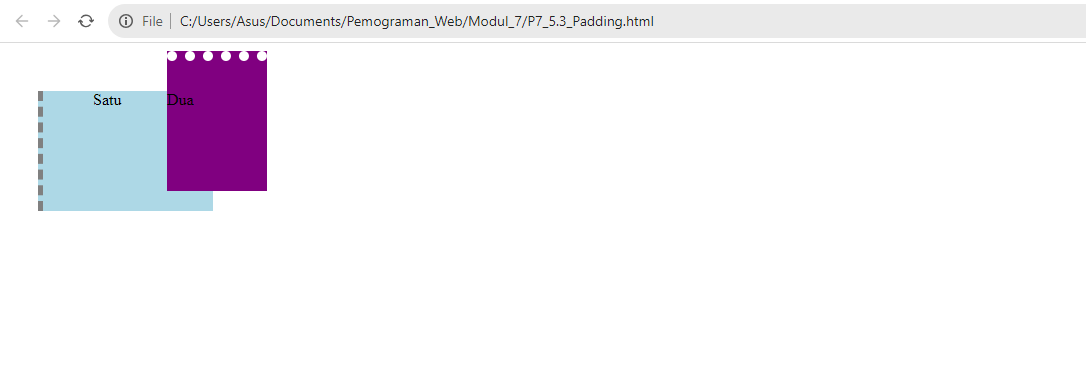 File C:/Users/Asus/Documents/Pemograman_Web/Modul_7/P7_5.3_Padding.html
Satu Dua